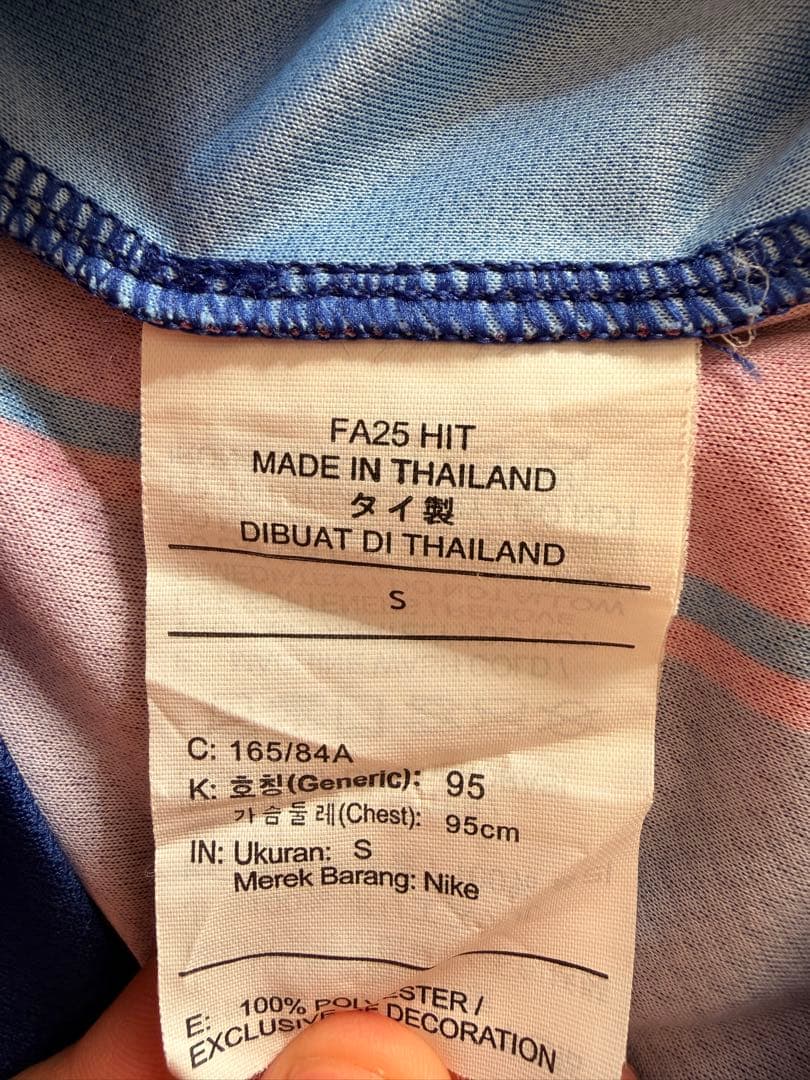 FA25 HIT
MADE IN THAILAND
タイ製
DIBUAT DI THAILAND
S
C: 165/84A
K: 호칭(Generic): 95
가슴둘레(Chest): 95cm
IN: Ukuran: S
Merek Barang: Nike
E: 100% POLYESTER /
EXCLUSIVE OF DECORATION